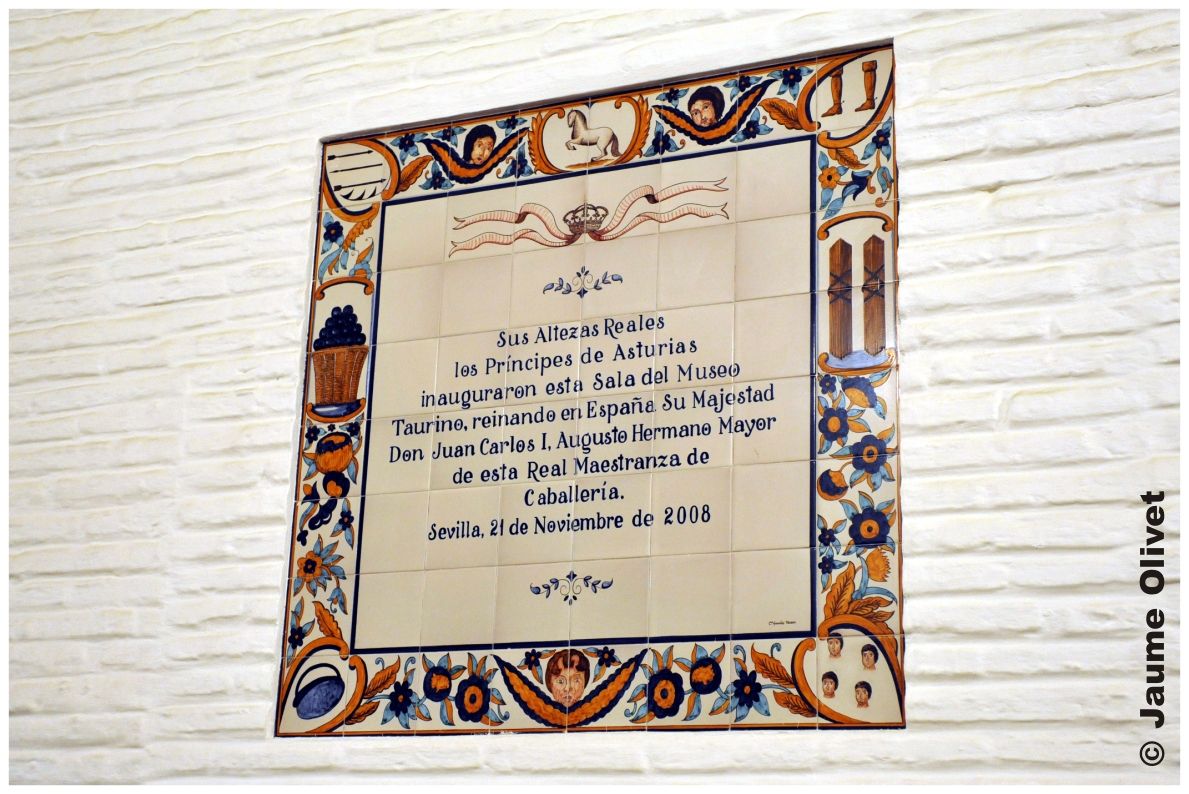 Sus Altezas Reales
los Príncipes de Asturias
inauguraron esta Sala del Museo
Taurino, reinando en España Su Majestad
Don Juan Carlos I, Augusto Hermano Mayor
de esta Real Maestranza de
Caballería.
Sevilla, 21 de Noviembre de 2008
© Jaume Olivet